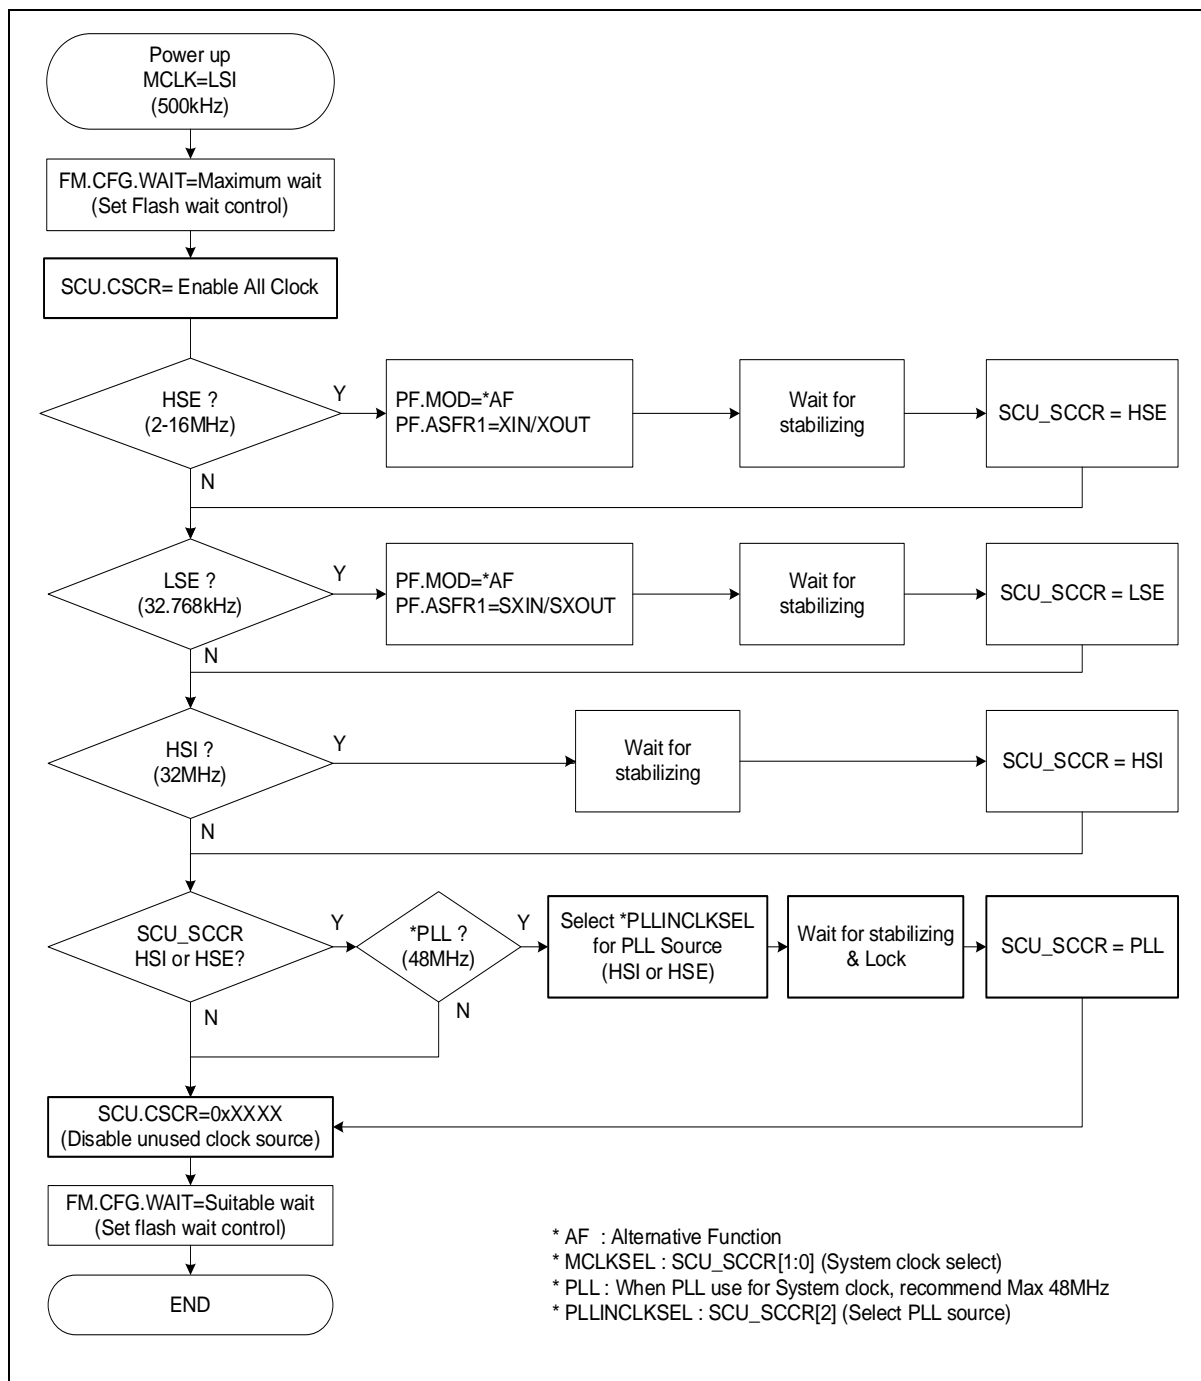 Power up
MCLK=LSI
(500kHz)
FM.CFG.WAIT=Maximum wait
(Set Flash wait control)
SCU.CSCR= Enable All Clock
HSE ?
(2-16MHz)
Y
N
PF.MOD=*AF
PF.ASFR1=XIN/XOUT
Wait for
stabilizing
SCU_SCCR = HSE
LSE ?
(32.768kHz)
Y
N
PF.MOD=*AF
PF.ASFR1=SXIN/SXOUT
Wait for
stabilizing
SCU_SCCR = LSE
HSI ?
(32MHz)
Y
N
Wait for
stabilizing
SCU_SCCR = HSI
SCU_SCCR
HSI or HSE?
Y
N
*PLL ?
(48MHz)
Y
N
Select *PLLINCLKSEL
for PLL Source
(HSI or HSE)
Wait for stabilizing
& Lock
SCU_SCCR = PLL
SCU.CSCR=0xXXXX
(Disable unused clock source)
FM.CFG.WAIT=Suitable wait
(Set flash wait control)
END
* AF : Alternative Function
* MCLKSEL : SCU_SCCR[1:0] (System clock select)
* PLL : When PLL use for System clock, recommend Max 48MHz
* PLLINCLKSEL : SCU_SCCR[2] (Select PLL source)